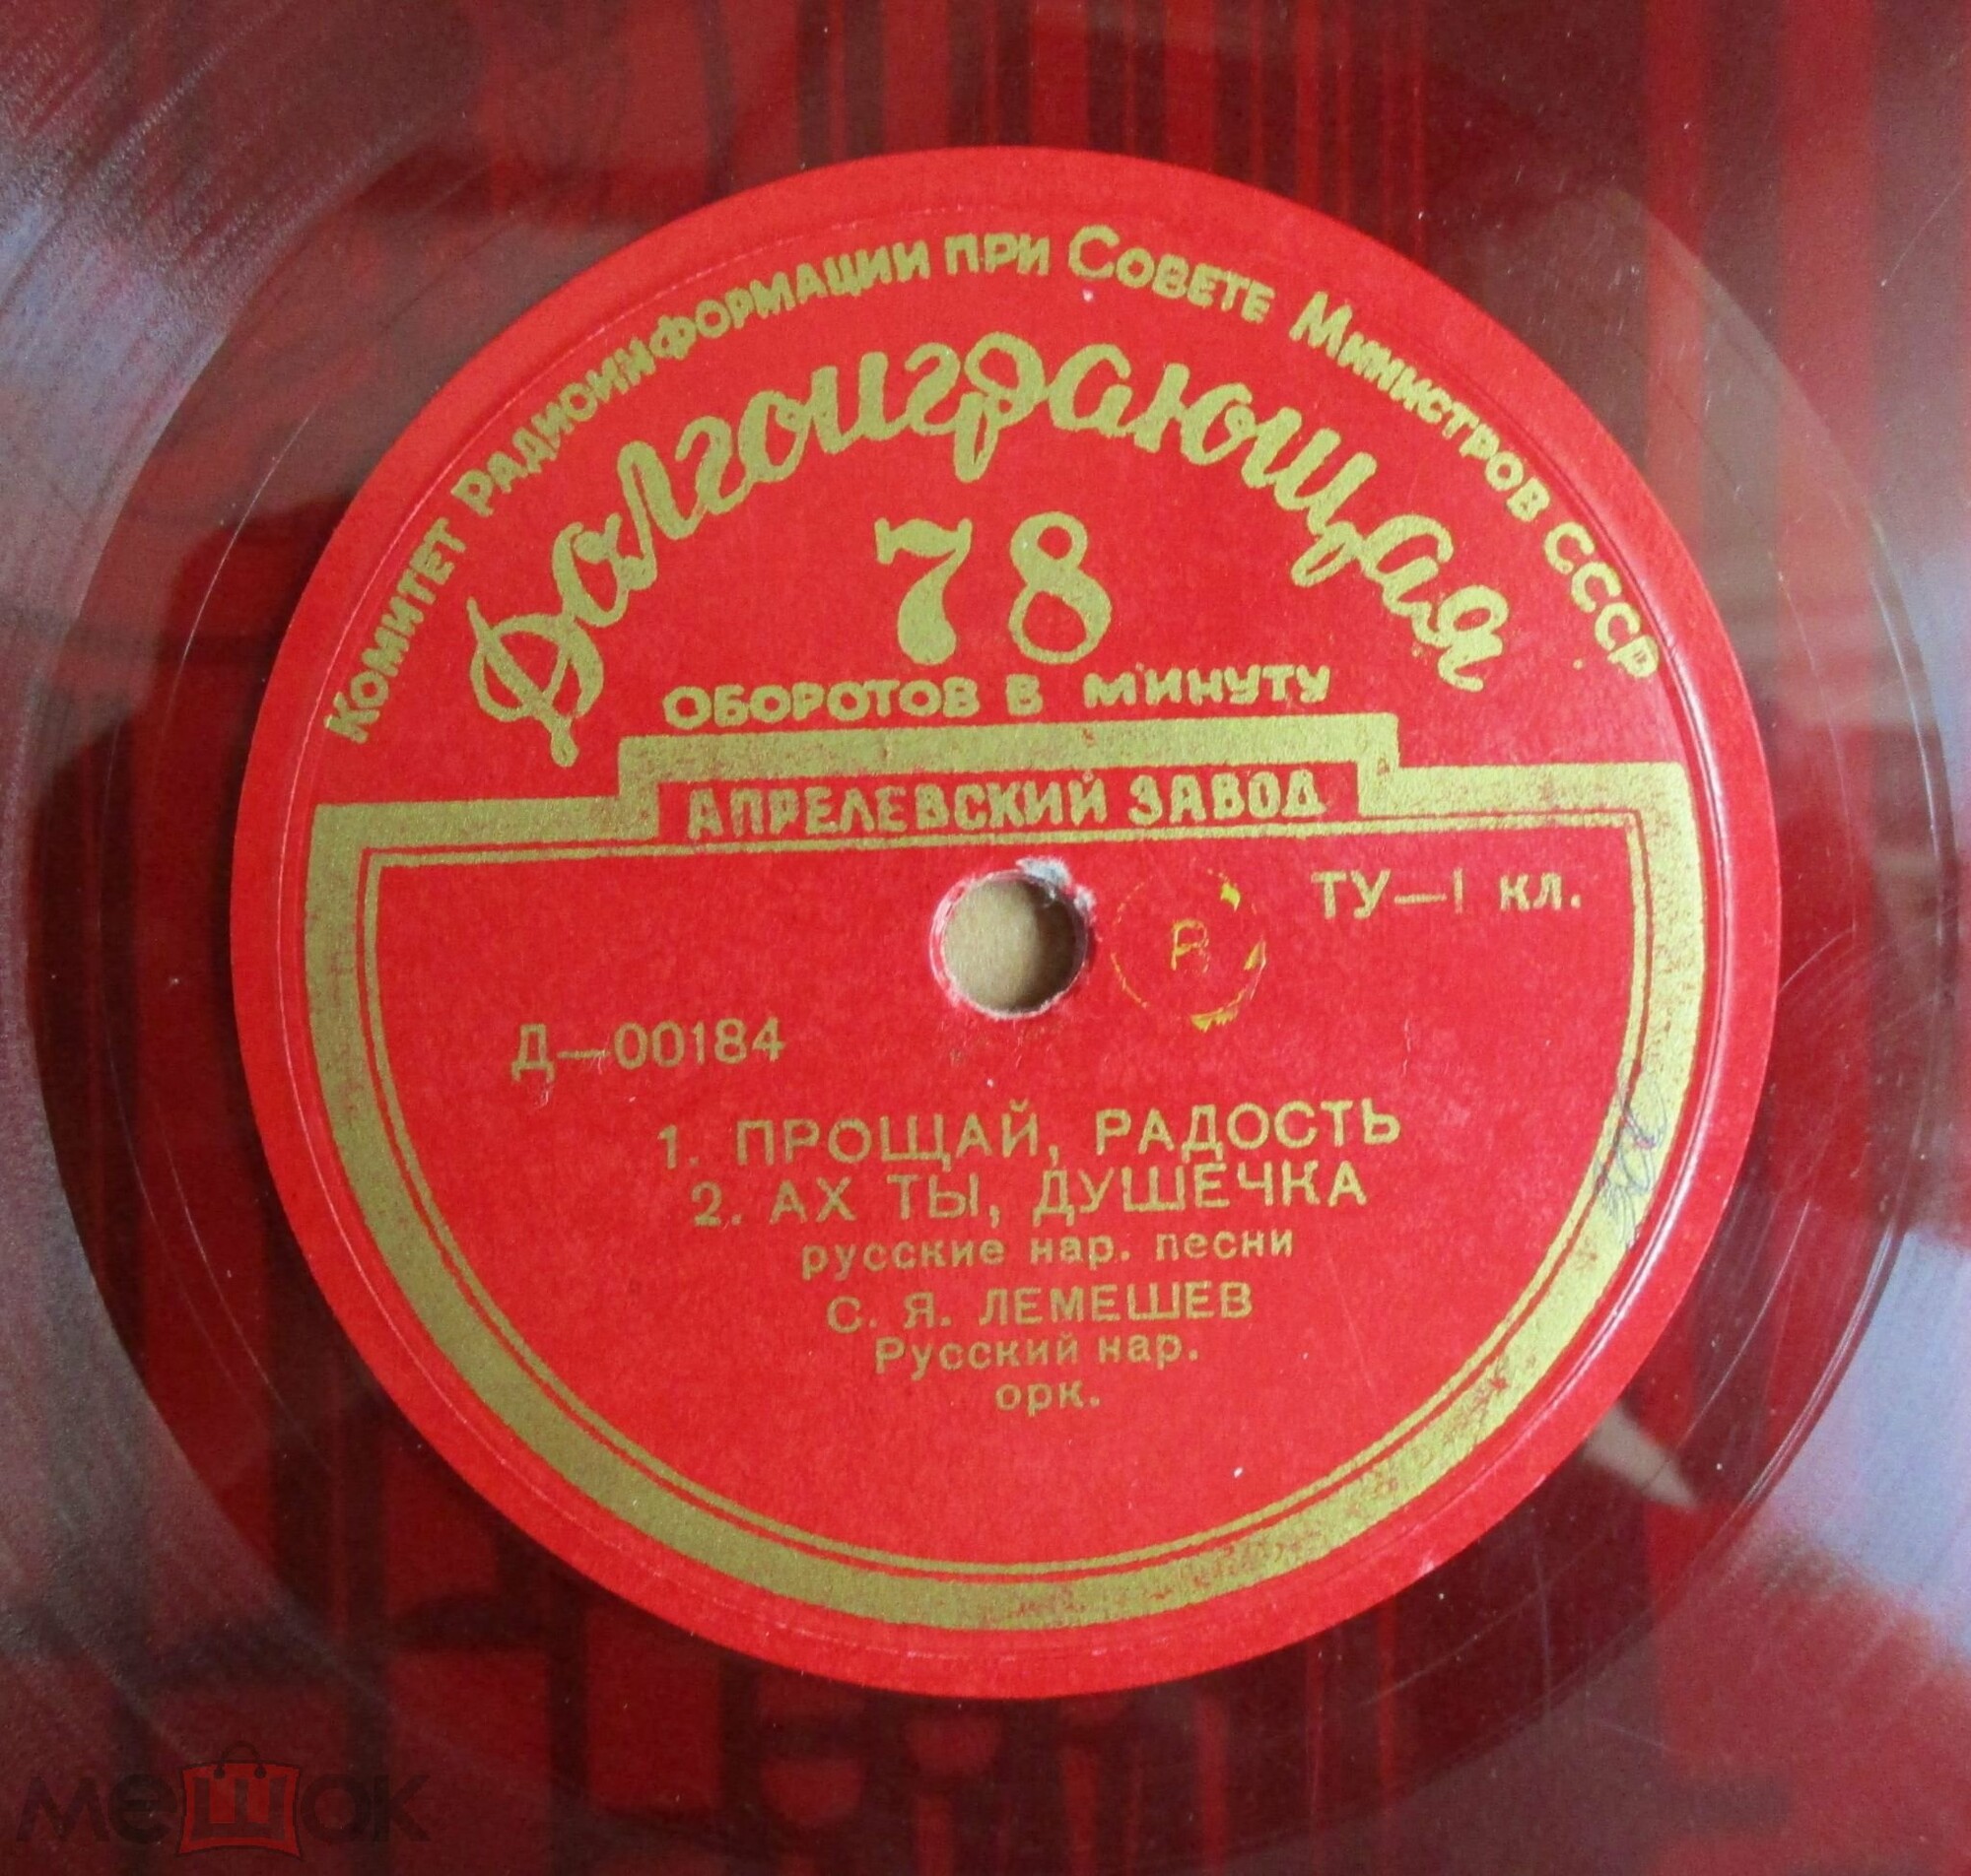 Комитет Радиоинформации при Совете Министров СССР
Долгоиграющая
78
ОБОРОТОВ В МИНУТУ
АПРЕЛЕВСКИЙ ЗАВОД
ТУ—I кл.
В
Д—00184
1. ПРОЩАЙ, РАДОСТЬ
2. АХ ТЫ, ДУШЕЧКА
русские нар. песни
С. Я. ЛЕМЕШЕВ
Русский нар.
орк.
мешок